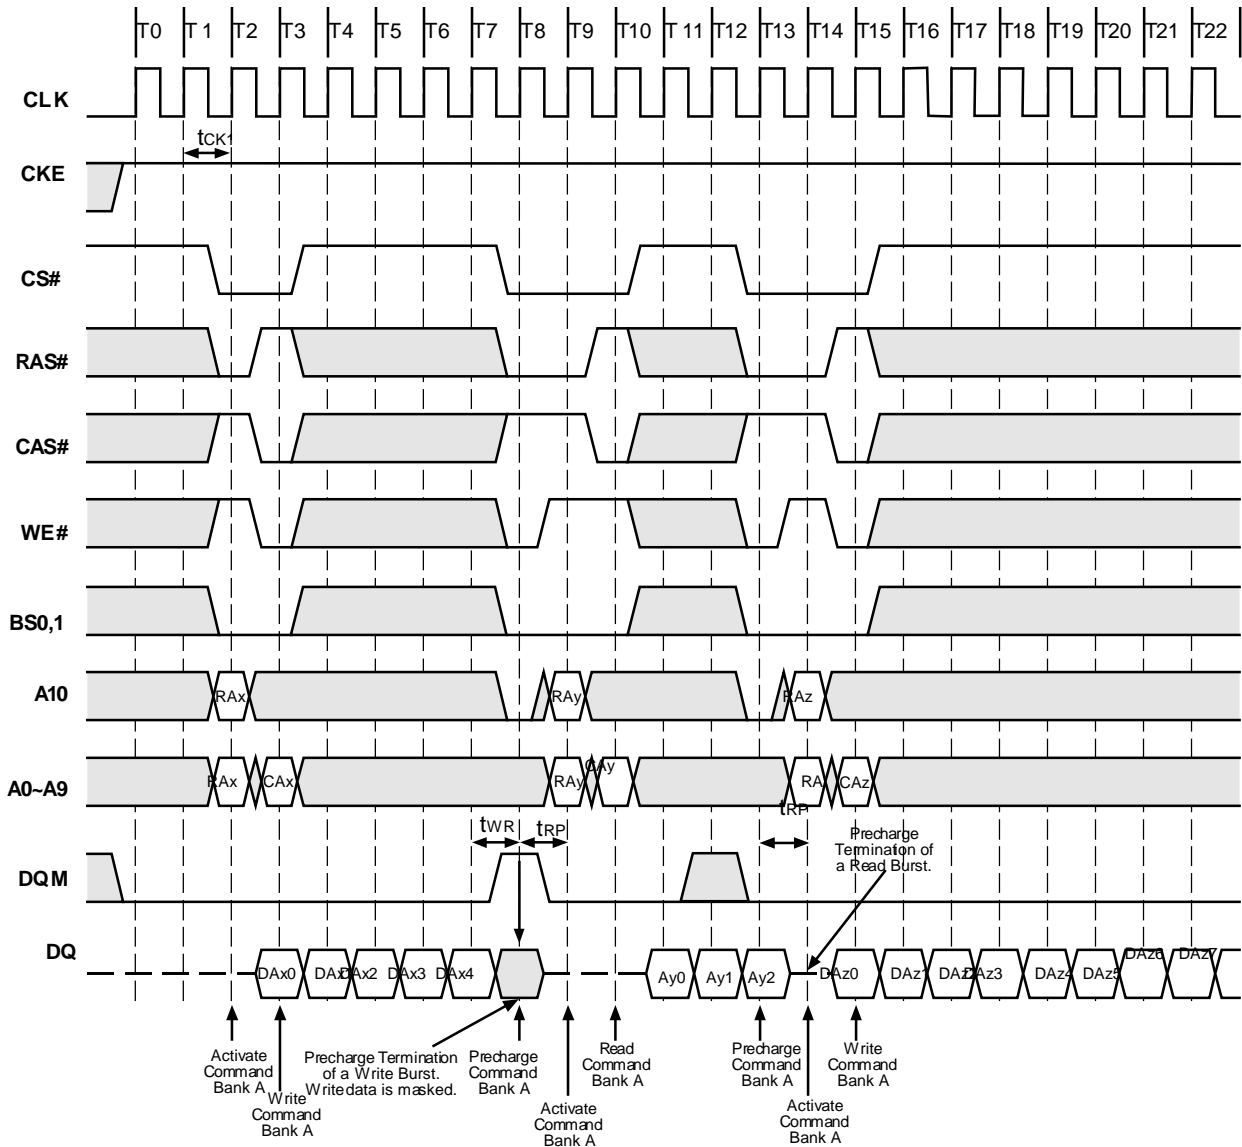 T0 T1 T2 T3 T4 T5 T6 T7 T8 T9 T10 T11 T12 T13 T14 T15 T16 T17 T18 T19 T20 T21 T22
CLK
tCK1
CKE
CS#
RAS#
CAS#
WE#
BS0,1
A10
RAx RAy RAz
A0~A9
RAx CAx RAy CAy RA CAz
tWR tRP tRP
DQM
Precharge
Termination of
a Read Burst.
DQ
DAx0 DAx DAx2 DAx3 DAx4 Ay0 Ay1 Ay2 DAz0 DAz1 DAz DAz3 DAz4 DAz5 DAz6 DAz7
Activate
Command
Bank A
Write
Command
Bank A
Precharge Termination
of a Write Burst.
Write data is masked.
Precharge
Command
Bank A
Activate
Command
Bank A
Read
Command
Bank A
Precharge
Command
Bank A
Activate
Command
Bank A
Write
Command
Bank A